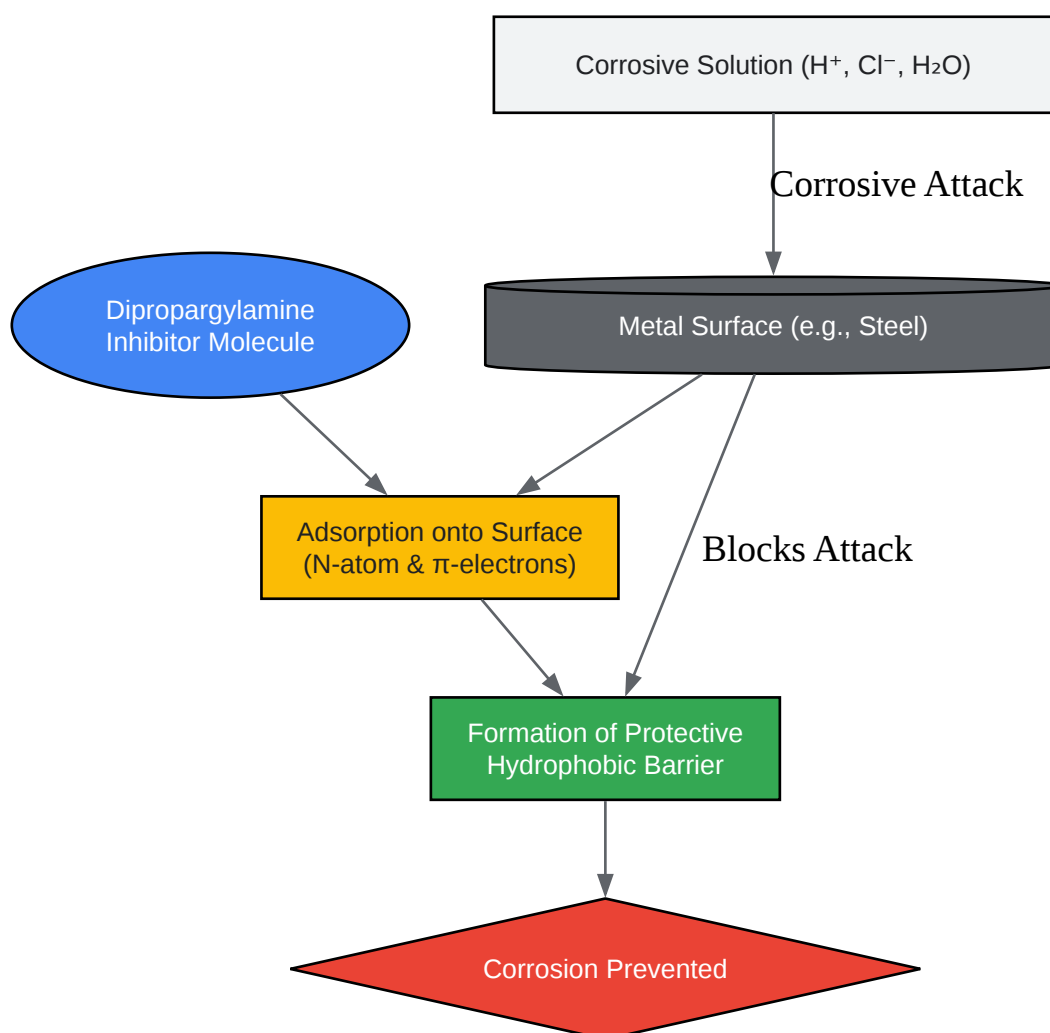 Corrosive Solution (H⁺, Cl⁻, H₂O)
Corrosive Attack
Metal Surface (e.g., Steel)
Dipropargylamine
Inhibitor Molecule
Adsorption onto Surface
(N-atom & π-electrons)
Blocks Attack
Formation of Protective
Hydrophobic Barrier
Corrosion Prevented